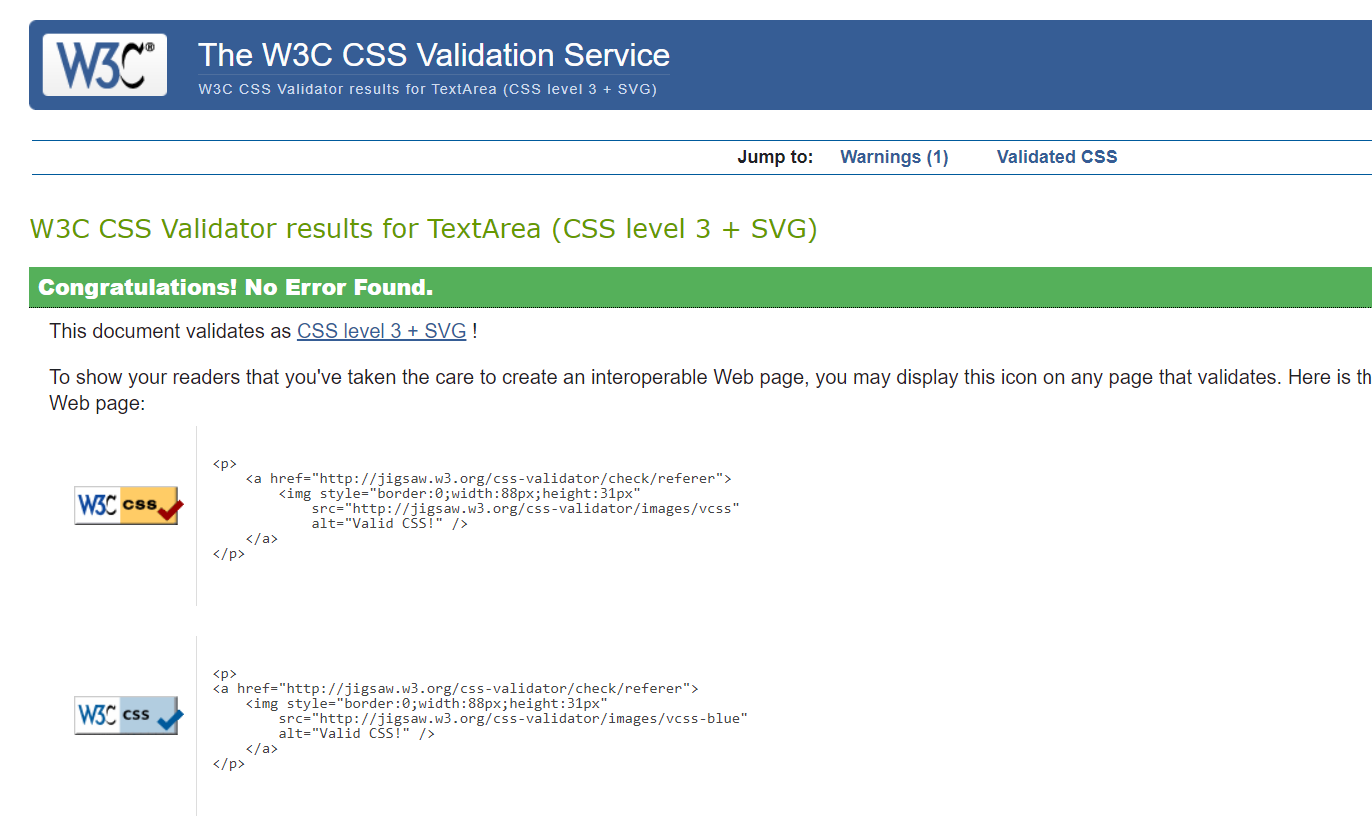 W3C®
The W3C CSS Validation Service
W3C CSS Validator results for TextArea (CSS level 3 + SVG)
Jump to: Warnings (1) Validated CSS
W3C CSS Validator results for TextArea (CSS level 3 + SVG)
Congratulations! No Error Found.
This document validates as CSS level 3 + SVG !
To show your readers that you've taken the care to create an interoperable Web page, you may display this icon on any page that validates. Here is
Web page:
W3C css
<p>
    <a href="http://jigsaw.w3.org/css-validator/check/referer">
        <img style="border:0;width:88px;height:31px"
            src="http://jigsaw.w3.org/css-validator/images/vcss"
            alt="Valid CSS!" />
    </a>
</p>
W3C css
<p>
<a href="http://jigsaw.w3.org/css-validator/check/referer">
    <img style="border:0;width:88px;height:31px"
        src="http://jigsaw.w3.org/css-validator/images/vcss-blue"
        alt="Valid CSS!" />
    </a>
</p>